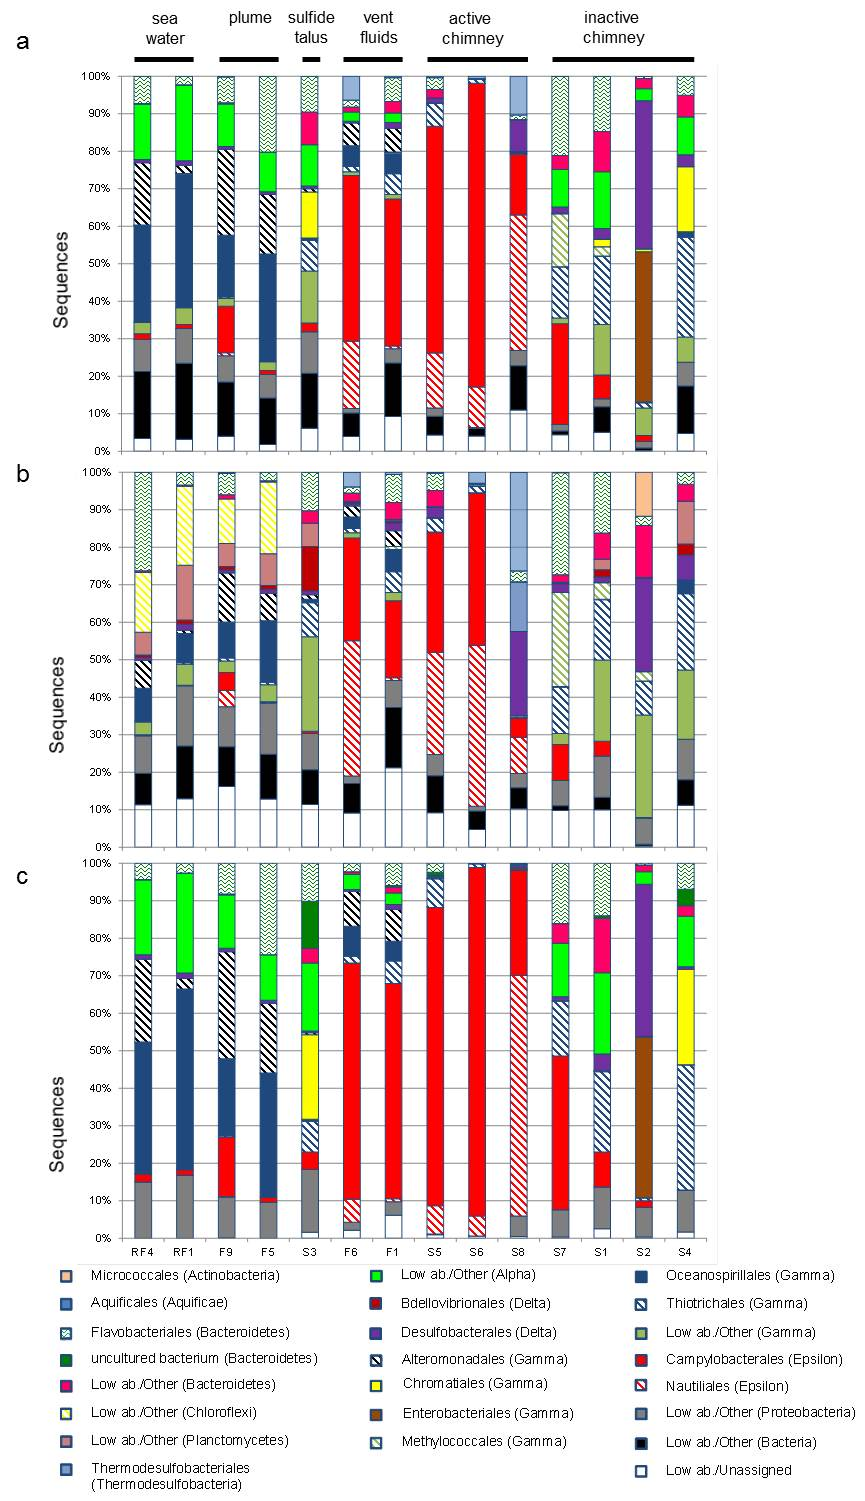 sea plume sulfide vent active inactive
water talus fluids chimney chimney
a
100%
90%
80%
70%
60%
50%
40%
30%
20%
10%
0%
Sequences
b
100%
90%
80%
70%
60%
50%
40%
30%
20%
10%
0%
Sequences
c
100%
90%
80%
70%
60%
50%
40%
30%
20%
10%
0%
Sequences
RF4 RF1 F9 F5 S3 F6 F1 S5 S6 S8 S7 S1 S2 S4
Micrococcales (Actinobacteria)
Aquificales (Aquificae)
Flavobacteriales (Bacteroidetes)
uncultured bacterium (Bacteroidetes)
Low ab./Other (Bacteroidetes)
Low ab./Other (Chloroflexi)
Low ab./Other (Planctomycetes)
Thermodesulfobacteriales
(Thermodesulfobacteria)
Low ab./Other (Alpha)
Bdellovibrionales (Delta)
Desulfobacterales (Delta)
Alteromonadales (Gamma)
Chromatiales (Gamma)
Enterobacteriales (Gamma)
Methylococcales (Gamma)
Oceanospirillales (Gamma)
Thiotrichales (Gamma)
Low ab./Other (Gamma)
Campylobacterales (Epsilon)
Nautiliales (Epsilon)
Low ab./Other (Proteobacteria)
Low ab./Other (Bacteria)
Low ab./Unassigned